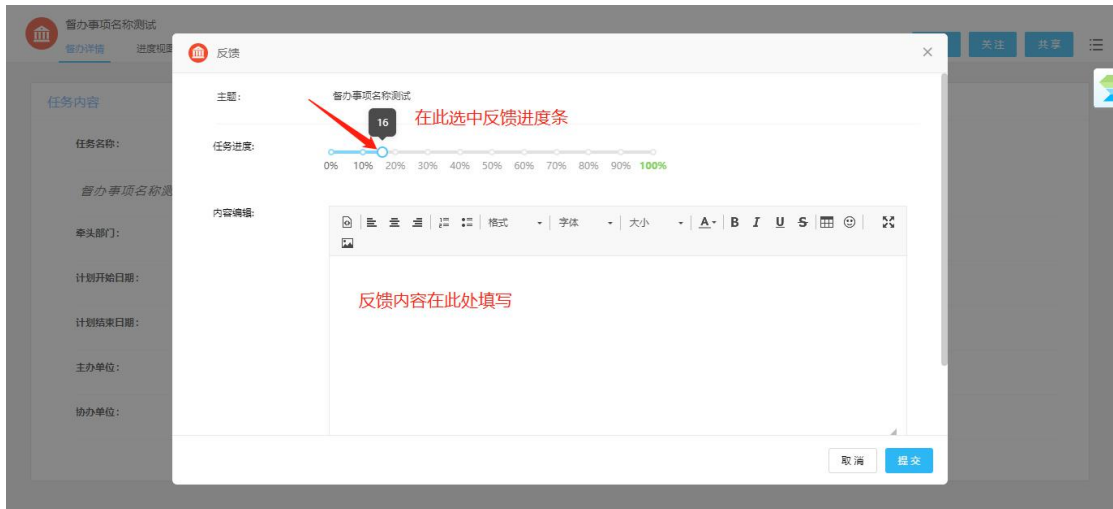 督办事项名称测试
督办详情 进度视图
关注 共享
反馈
任务内容
主题: 督办事项名称测试
在此选中反馈进度条
16
任务名称:
任务进度:
0% 10% 20% 30% 40% 50% 60% 70% 80% 90% 100%
督办事项名称测
内容编辑:
格式 字体 大小 A B I U S
牵头部门:
计划开始日期:
反馈内容在此处填写
计划结束日期:
主办单位:
协办单位:
取消 提交